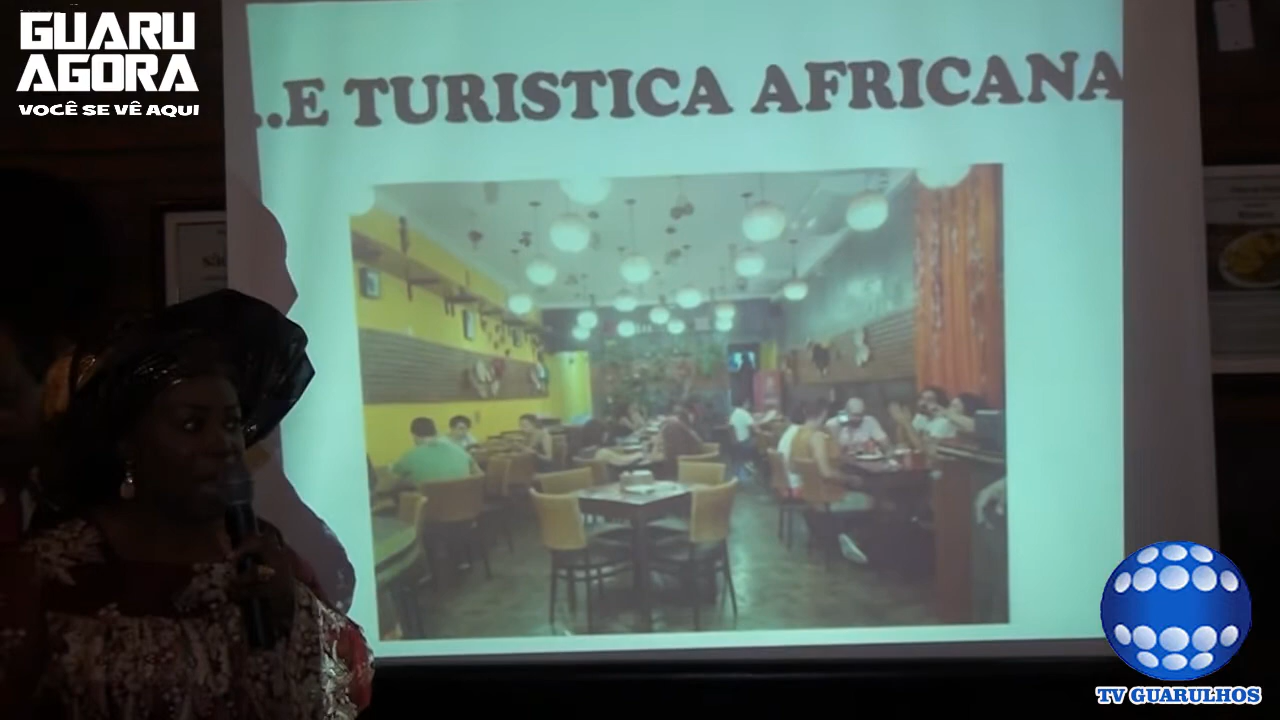 GUARU
AGORA
VOCÊ SE VÊ AQUI
..E TURISTICA AFRICANA
TV GUARULHOS